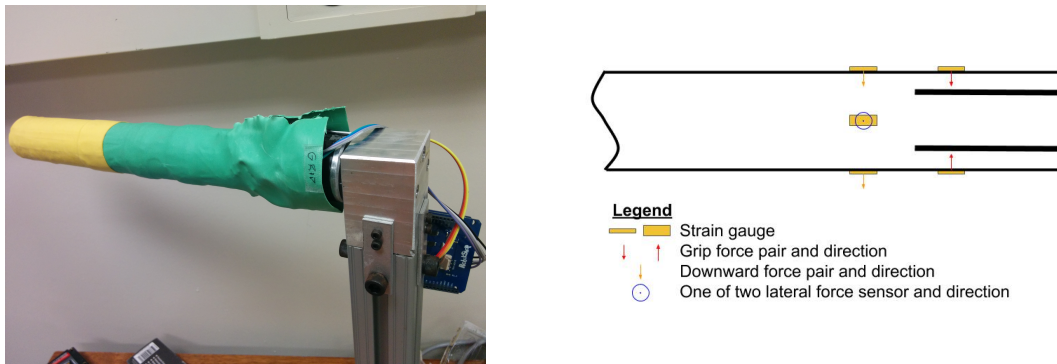 GRIP
Legend
Strain gauge
Grip force pair and direction
Downward force pair and direction
One of two lateral force sensor and direction